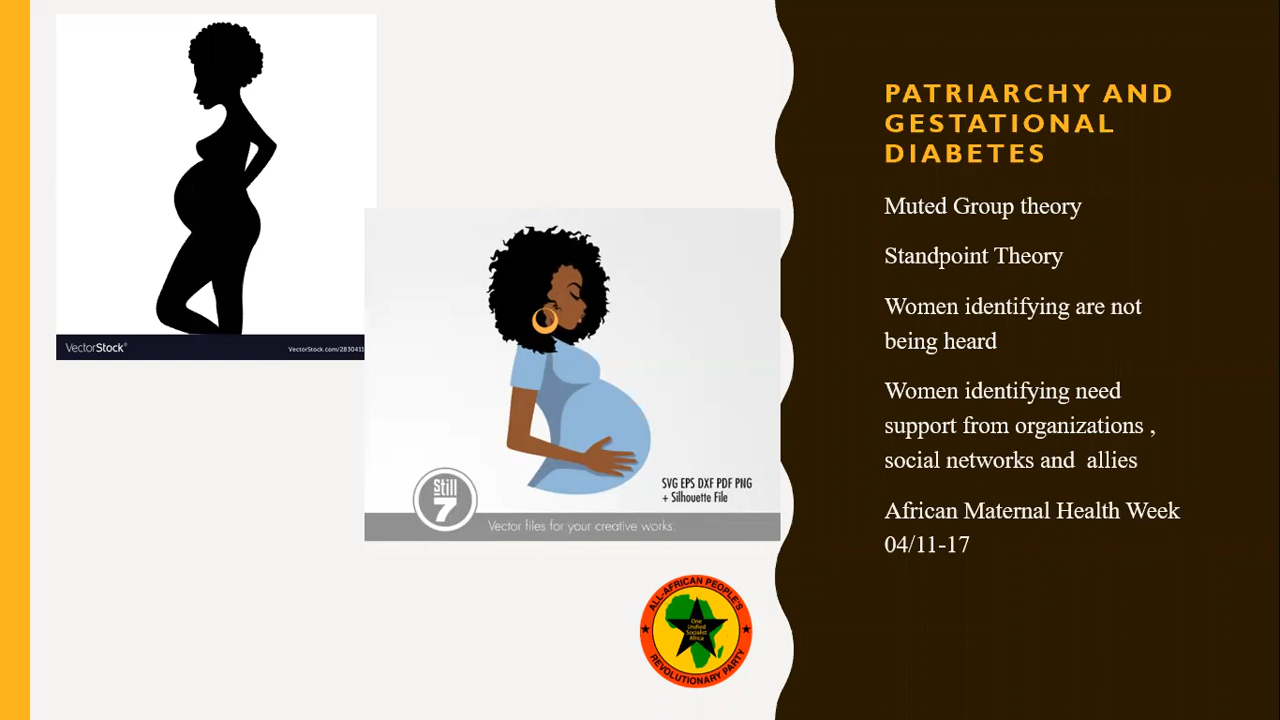 PATRIARCHY AND
GESTATIONAL
DIABETES
Muted Group theory
Standpoint Theory
Women identifying are not
being heard
Women identifying need
support from organizations ,
social networks and  allies
African Maternal Health Week
04/11-17
VectorStock®
VectorStock.com/2830415
Still
7
SVG EPS DXF PDF PNG
+ Silhouette File
Vector files for your creative works.
ALL-AFRICAN PEOPLE'S
One
Unified
Socialist
Africa
REVOLUTIONARY PARTY